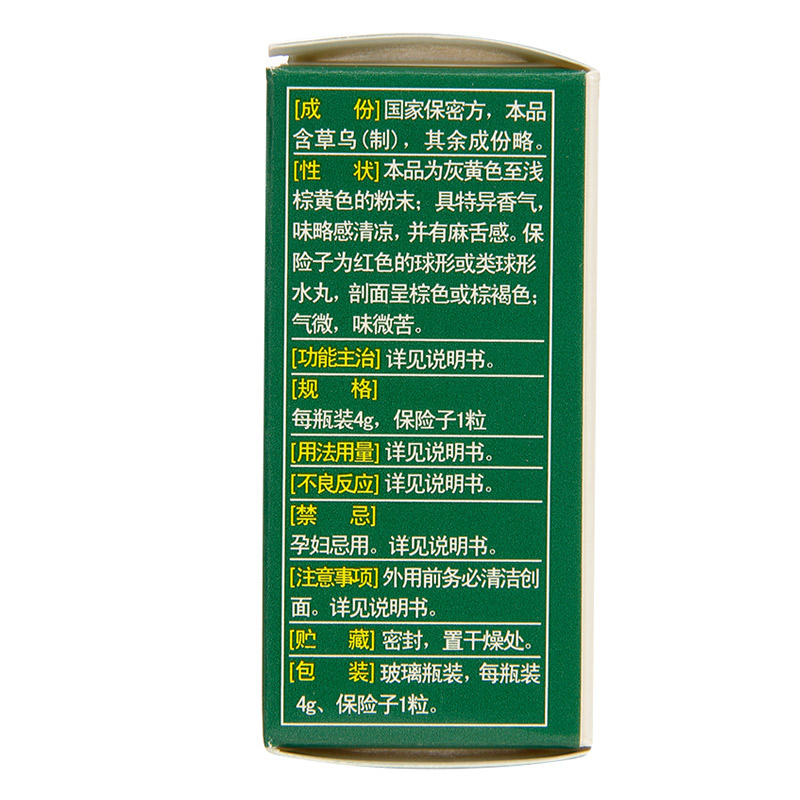 [成 份]国家保密方，本品
含草乌(制)，其余成份略。
[性 状]本品为灰黄色至浅
棕黄色的粉末；具特异香气，
味略感清凉，并有麻舌感。保
险子为红色的球形或类球形
水丸，剖面呈棕色或棕褐色；
气微，味微苦。
[功能主治]详见说明书。
[规 格]
每瓶装4g，保险子1粒
[用法用量]详见说明书。
[不良反应]详见说明书。
[禁 忌]
孕妇忌用。详见说明书。
[注意事项]外用前务必清洁创
面。详见说明书。
[贮 藏]密封，置干燥处。
[包 装]玻璃瓶装，每瓶装
4g、保险子1粒。